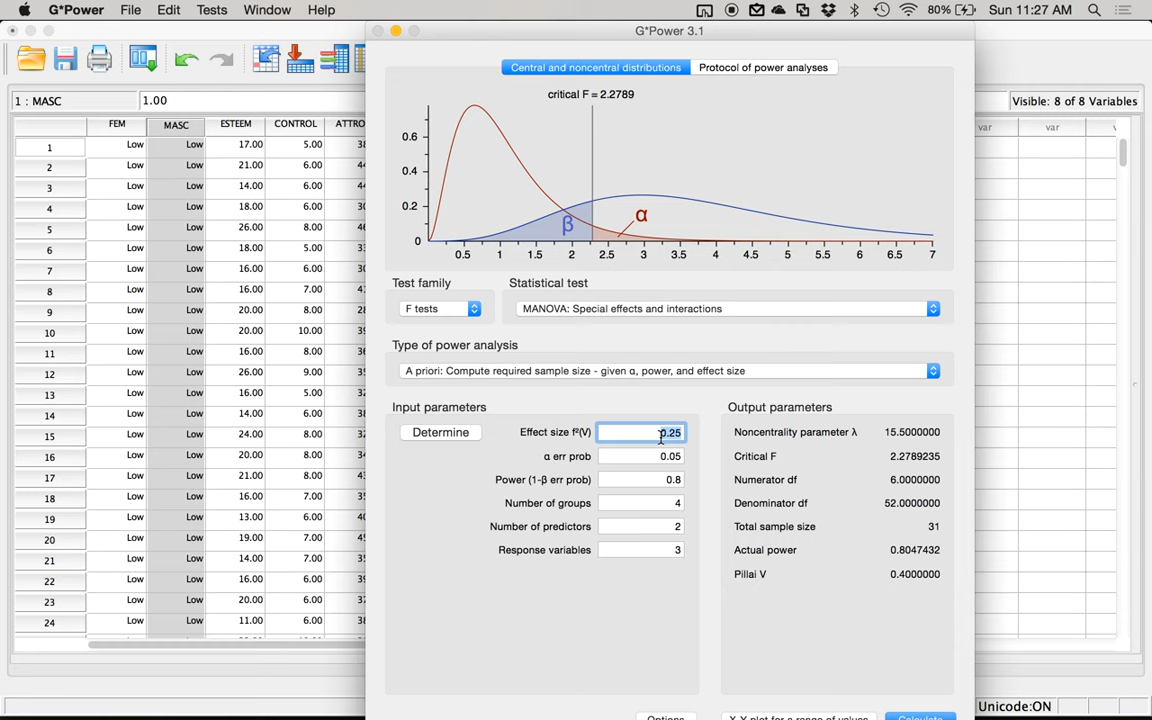 G*Power File Edit Tests Window Help 80% Sun 11:27 AM
G*Power 3.1
1 : MASC 1.00 Visible: 8 of 8 Variables
Central and noncentral distributions Protocol of power analyses
critical F = 2.2789
0.6
0.4
0.2
0
β α
0.5 1 1.5 2 2.5 3 3.5 4 4.5 5 5.5 6 6.5 7
FEM MASC ESTEEM CONTROL ATTRO var var
1 Low Low 17.00 5.00
2 Low Low 21.00 6.00
3 Low Low 14.00 6.00
4 Low Low 18.00 6.00
5 Low Low 26.00 8.00
6 Low Low 18.00 5.00
7 Low Low 16.00 7.00
8 Low Low 16.00 8.00
9 Low Low 20.00 8.00
10 Low Low 20.00 10.00
11 Low Low 16.00 8.00
12 Low Low 26.00 9.00
13 Low Low 16.00 5.00
14 Low Low 14.00 6.00
15 Low Low 20.00 8.00
16 Low Low 20.00 8.00
17 Low Low 21.00 8.00
18 Low Low 16.00 6.00
19 Low Low 13.00 6.00
20 Low Low 19.00 7.00
21 Low Low 14.00 7.00
22 Low Low 16.00 6.00
23 Low Low 20.00 6.00
24 Low Low 11.00 6.00
Test family Statistical test
F tests MANOVA: Special effects and interactions
Type of power analysis
A priori: Compute required sample size - given α, power, and effect size
Input parameters Output parameters
Determine Effect size f²(V) 0.25 Noncentrality parameter λ 15.5000000
α err prob 0.05 Critical F 2.2789235
Power (1-β err prob) 0.8 Numerator df 6.0000000
Number of groups 4 Denominator df 52.0000000
Number of predictors 2 Total sample size 31
Response variables 3 Actual power 0.8047432
Pillai V 0.4000000
Unicode:ON
Options X-Y plot for a range of values Calculate